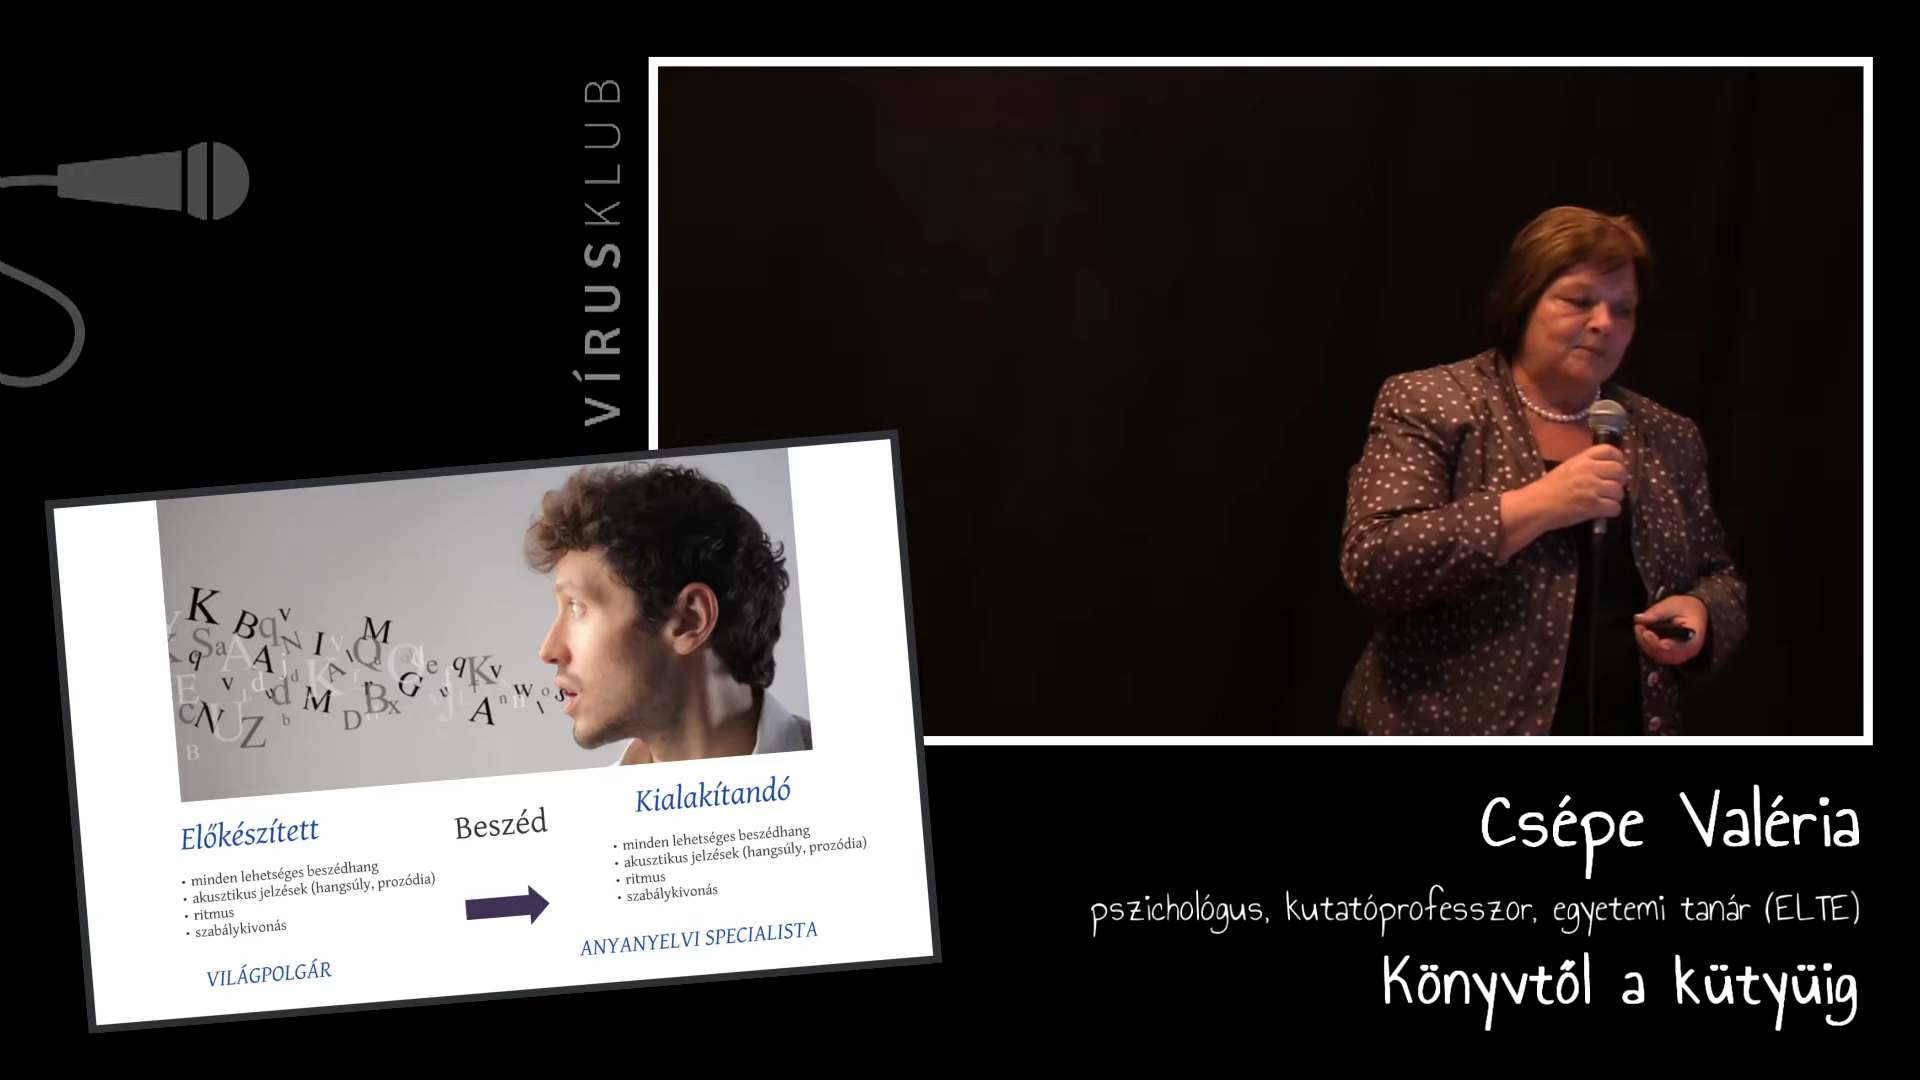 VÍRUSKLUB
Előkészített
• minden lehetséges beszédhang
• akusztikus jelzések (hangsúly, prozódia)
• ritmus
• szabálykivonás
VILÁGPOLGÁR
Beszéd
Kialakítandó
• minden lehetséges beszédhang
• akusztikus jelzések (hangsúly, prozódia)
• ritmus
• szabálykivonás
ANYANYELVI SPECIALISTA
Csépe Valéria
pszichológus, kutatóprofesszor, egyetemi tanár (ELTE)
Könyvtől a kütyüig